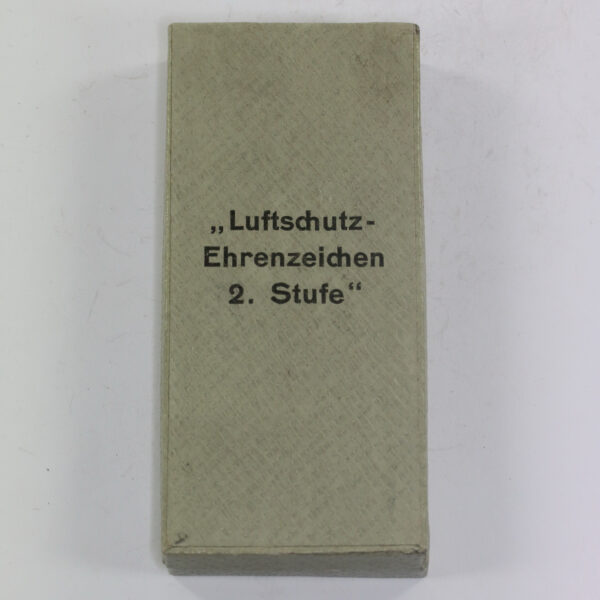 „Luftschutz-
Ehrenzeichen
2. Stufe“